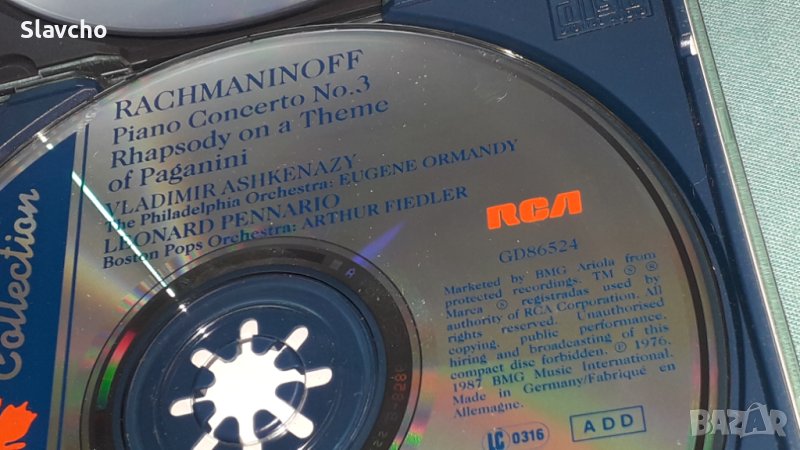 Slavcho
RACHMANINOFF
Piano Concerto No.3
Rhapsody on a Theme
of Paganini
VLADIMIR ASHKENAZY
The Philadelphia Orchestra: EUGENE ORMANDY
LEONARD PENNARIO
Boston Pops Orchestra: ARTHUR FIEDLER
Collection
RCA
GD86524
Marketed by BMG Ariola from
protected recordings. TM ® ®
Marca ® registradas used by
authority of RCA Corporation. All
rights reserved. Unauthorised
copying, public performance,
hiring and broadcasting of this
compact disc forbidden. ℗ 1976,
1987 BMG Music International.
Made in Germany/Fabriqué en
Allemagne.
LC 0316
ADD
BAZAR